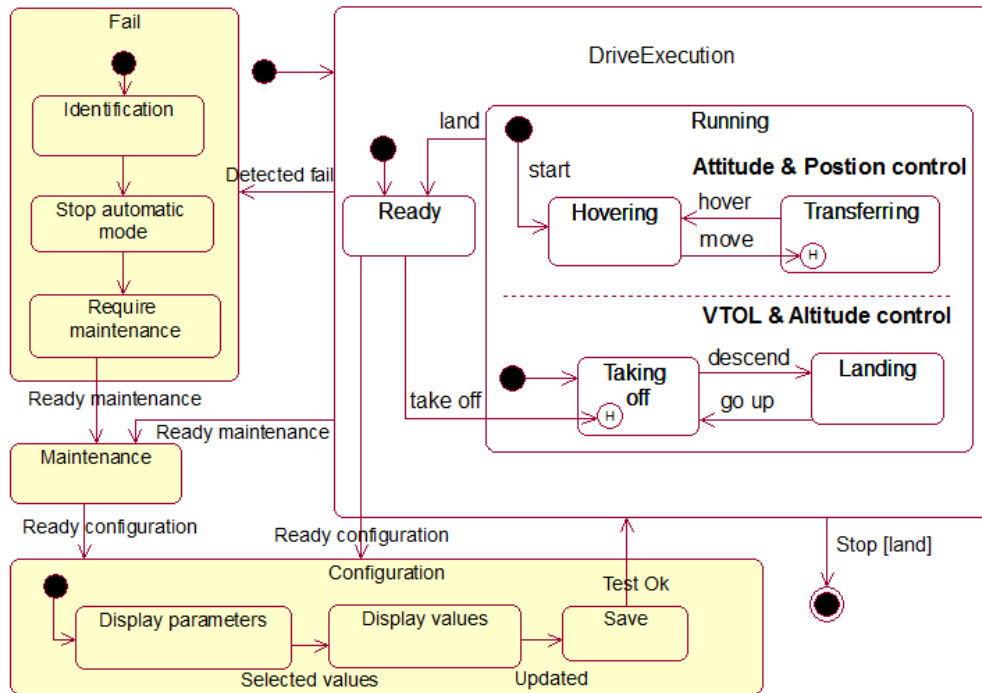 Fail
Identification
Stop automatic
mode
Require
maintenance
Detected fail
Ready maintenance
Ready maintenance
Maintenance
Ready configuration
DriveExecution
Ready
land
take off
Ready configuration
Running
start
Attitude & Postion control
Hovering
hover
move
Transferring
H
VTOL & Altitude control
Taking
off
H
descend
go up
Landing
Stop [land]
Configuration
Test Ok
Display parameters
Selected values
Display values
Updated
Save